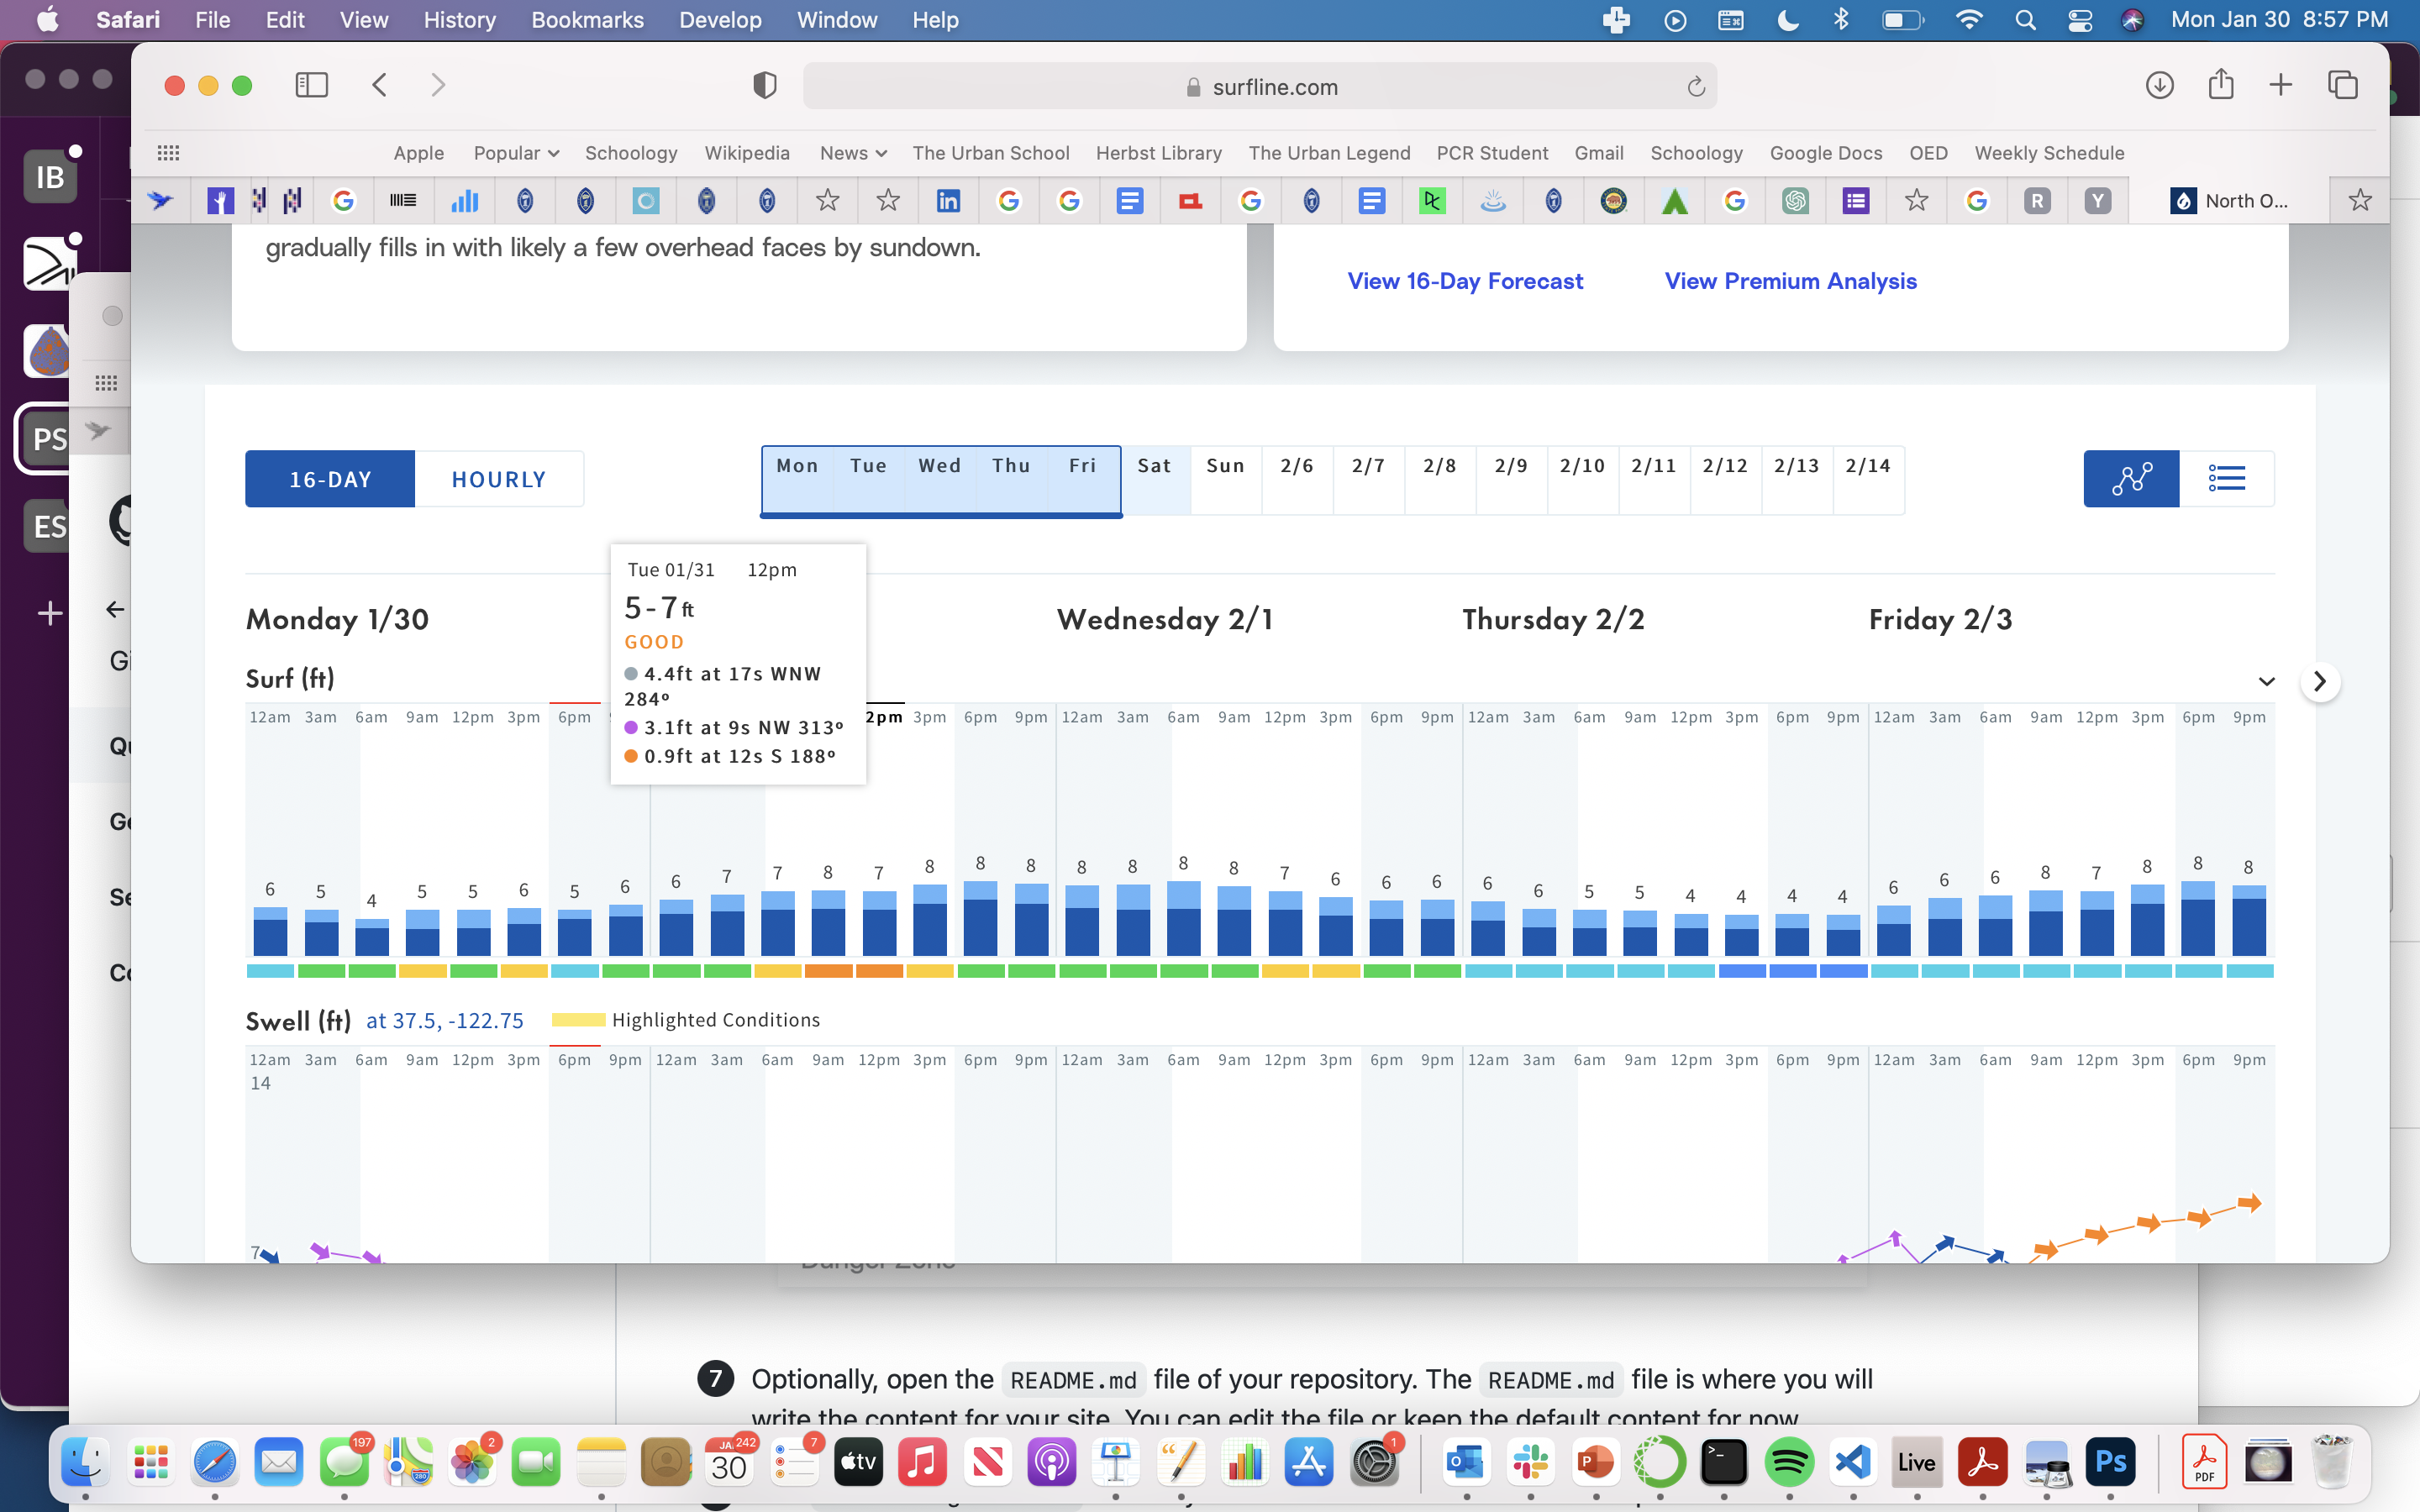 Safari File Edit View History Bookmarks Develop Window Help Mon Jan 30 8:57 PM
surfline.com
Apple Popular Schoology Wikipedia News The Urban School Herbst Library The Urban Legend PCR Student Gmail Schoology Google Docs OED Weekly Schedule
R Y North O...
IB
PS
ES
gradually fills in with likely a few overhead faces by sundown.
View 16-Day Forecast View Premium Analysis
16-DAY HOURLY
Mon Tue Wed Thu Fri Sat Sun 2/6 2/7 2/8 2/9 2/10 2/11 2/12 2/13 2/14
Tue 01/31 12pm
5-7 ft
GOOD
4.4ft at 17s WNW
284º
3.1ft at 9s NW 313º
0.9ft at 12s S 188º
Monday 1/30 Wednesday 2/1 Thursday 2/2 Friday 2/3
Surf (ft)
12am 3am 6am 9am 12pm 3pm 6pm 2pm 3pm 6pm 9pm 12am 3am 6am 9am 12pm 3pm 6pm 9pm 12am 3am 6am 9am 12pm 3pm 6pm 9pm 12am 3am 6am 9am 12pm 3pm 6pm 9pm
6 5 4 5 5 6 5 6 6 7 7 8 7 8 8 8 8 8 8 8 7 6 6 6 6 6 5 5 4 4 4 4 6 6 6 8 7 8 8 8
Swell (ft) at 37.5, -122.75 Highlighted Conditions
12am 3am 6am 9am 12pm 3pm 6pm 9pm 12am 3am 6am 9am 12pm 3pm 6pm 9pm 12am 3am 6am 9am 12pm 3pm 6pm 9pm 12am 3am 6am 9am 12pm 3pm 6pm 9pm 12am 3am 6am 9am 12pm 3pm 6pm 9pm
14
7
7 Optionally, open the README.md file of your repository. The README.md file is where you will
write the content for your site. You can edit the file or keep the default content for now.
197 280 2 JAN 242 30 7 tv 1 Live Ps PDF